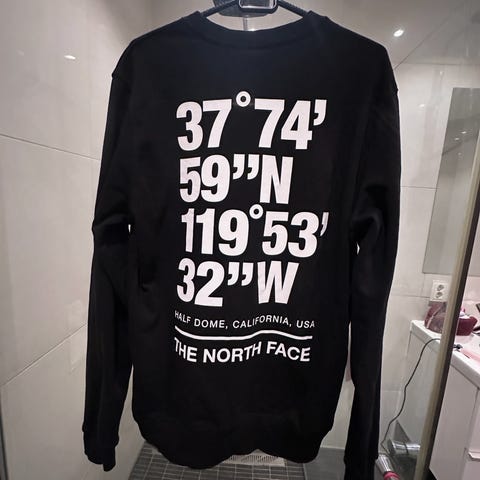 37°74’
59”N
119°53’
32”W
HALF DOME, CALIFORNIA, USA
THE NORTH FACE